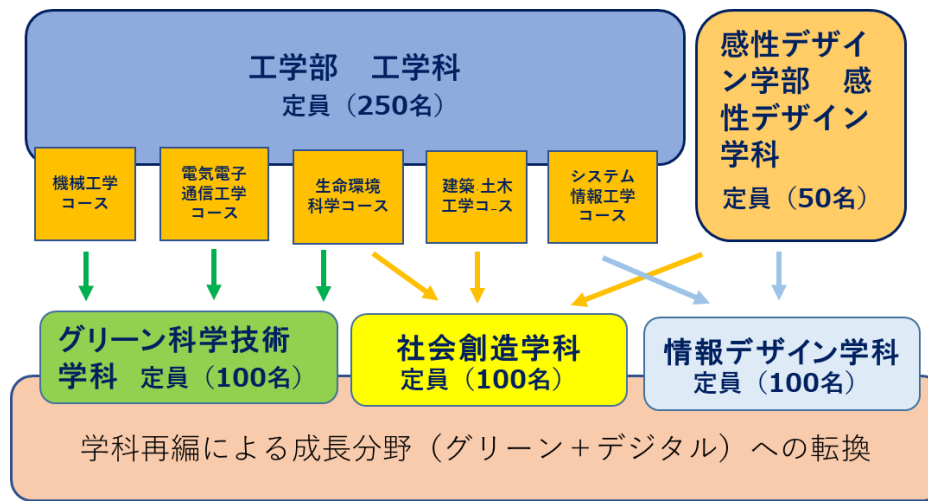 工学部　工学科
定員（250名）
感性デザイ
ン学部　感
性デザイン
学科
定員（50名）
機械工学
コース
電気電子
通信工学
コース
生命環境
科学コース
建築・土木
工学コース
システム
情報工学
コース
グリーン科学技術
学科　定員（100名）
社会創造学科
定員（100名）
情報デザイン学科
定員（100名）
学科再編による成長分野（グリーン＋デジタル）への転換